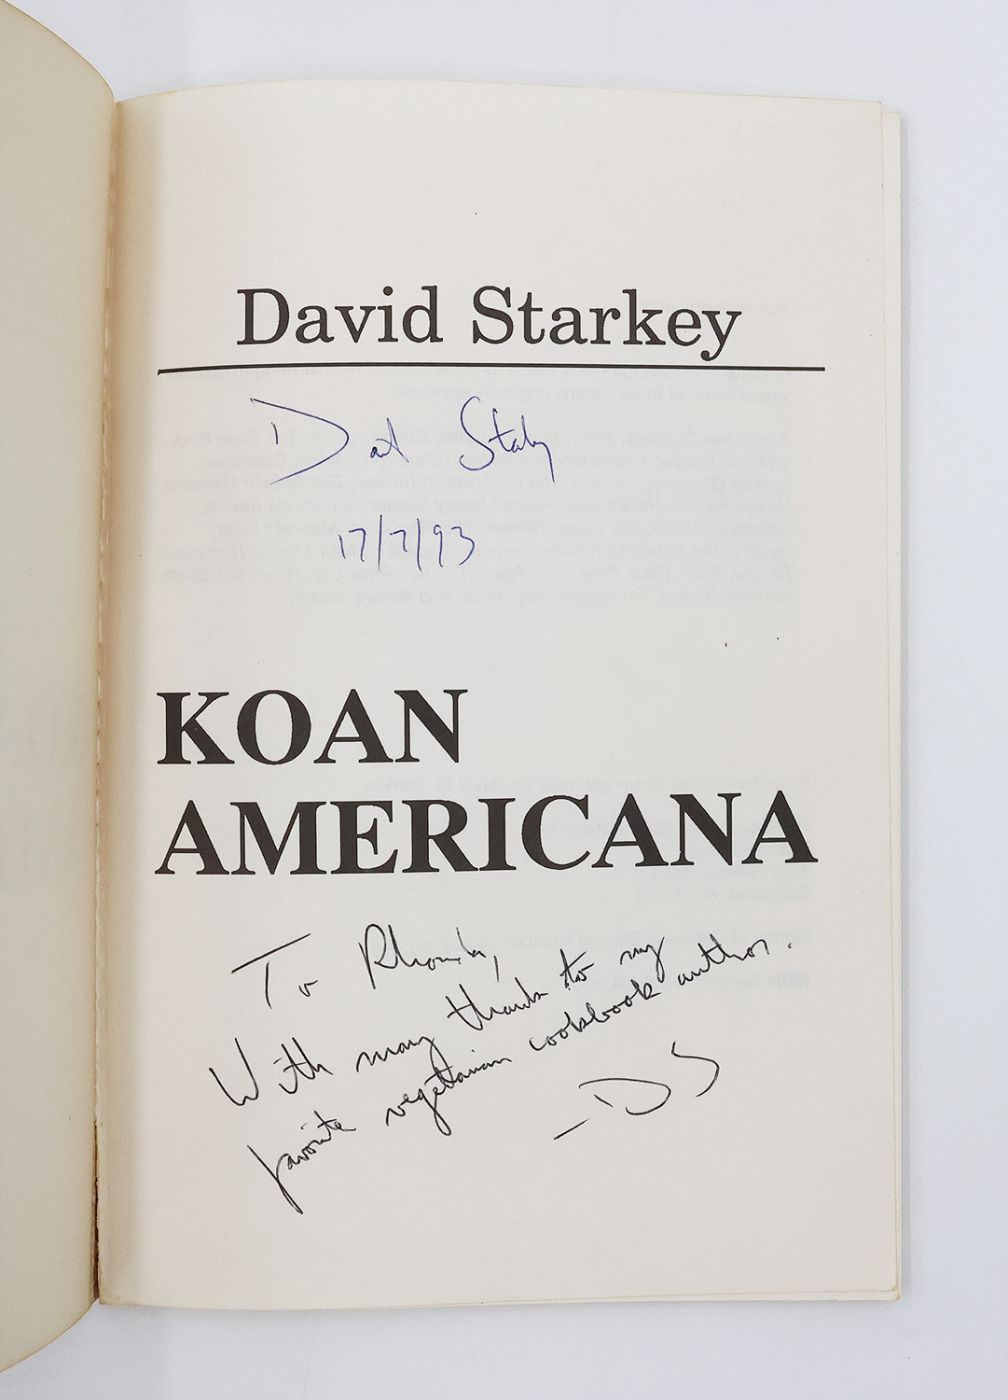 David Starkey
David Starkey
17/7/93
KOAN
AMERICANA
To Rhonda,
With many thanks to my
favorite vegetarian cookbook author.
—DS